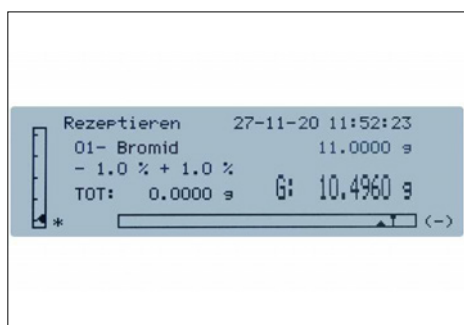 Rezeptieren 27-11-20 11:52:23
01- Bromid 11.0000 g
- 1.0 % + 1.0 %
TOT: 0.0000 g G: 10.4960 g
* (-)